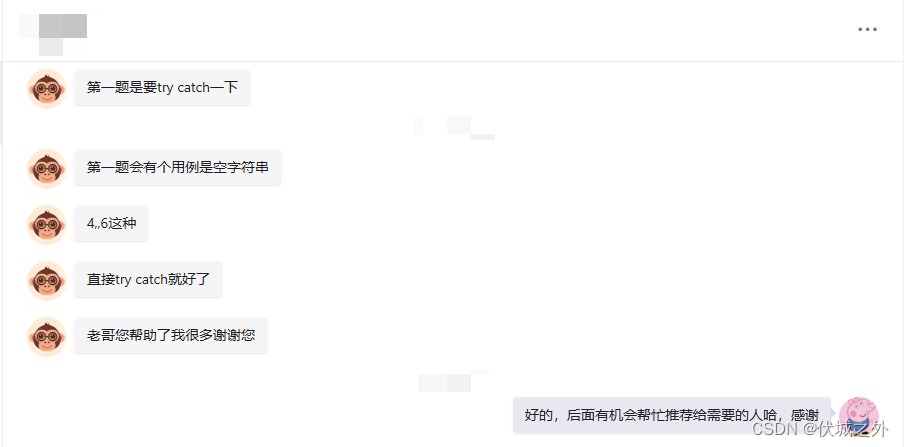 第一题是要try catch一下
第一题会有个用例是空字符串
4,,6这种
直接try catch就好了
老哥您帮助了我很多谢谢您
好的，后面有机会帮忙推荐给需要的人哈，感谢
CSDN @伏城之外